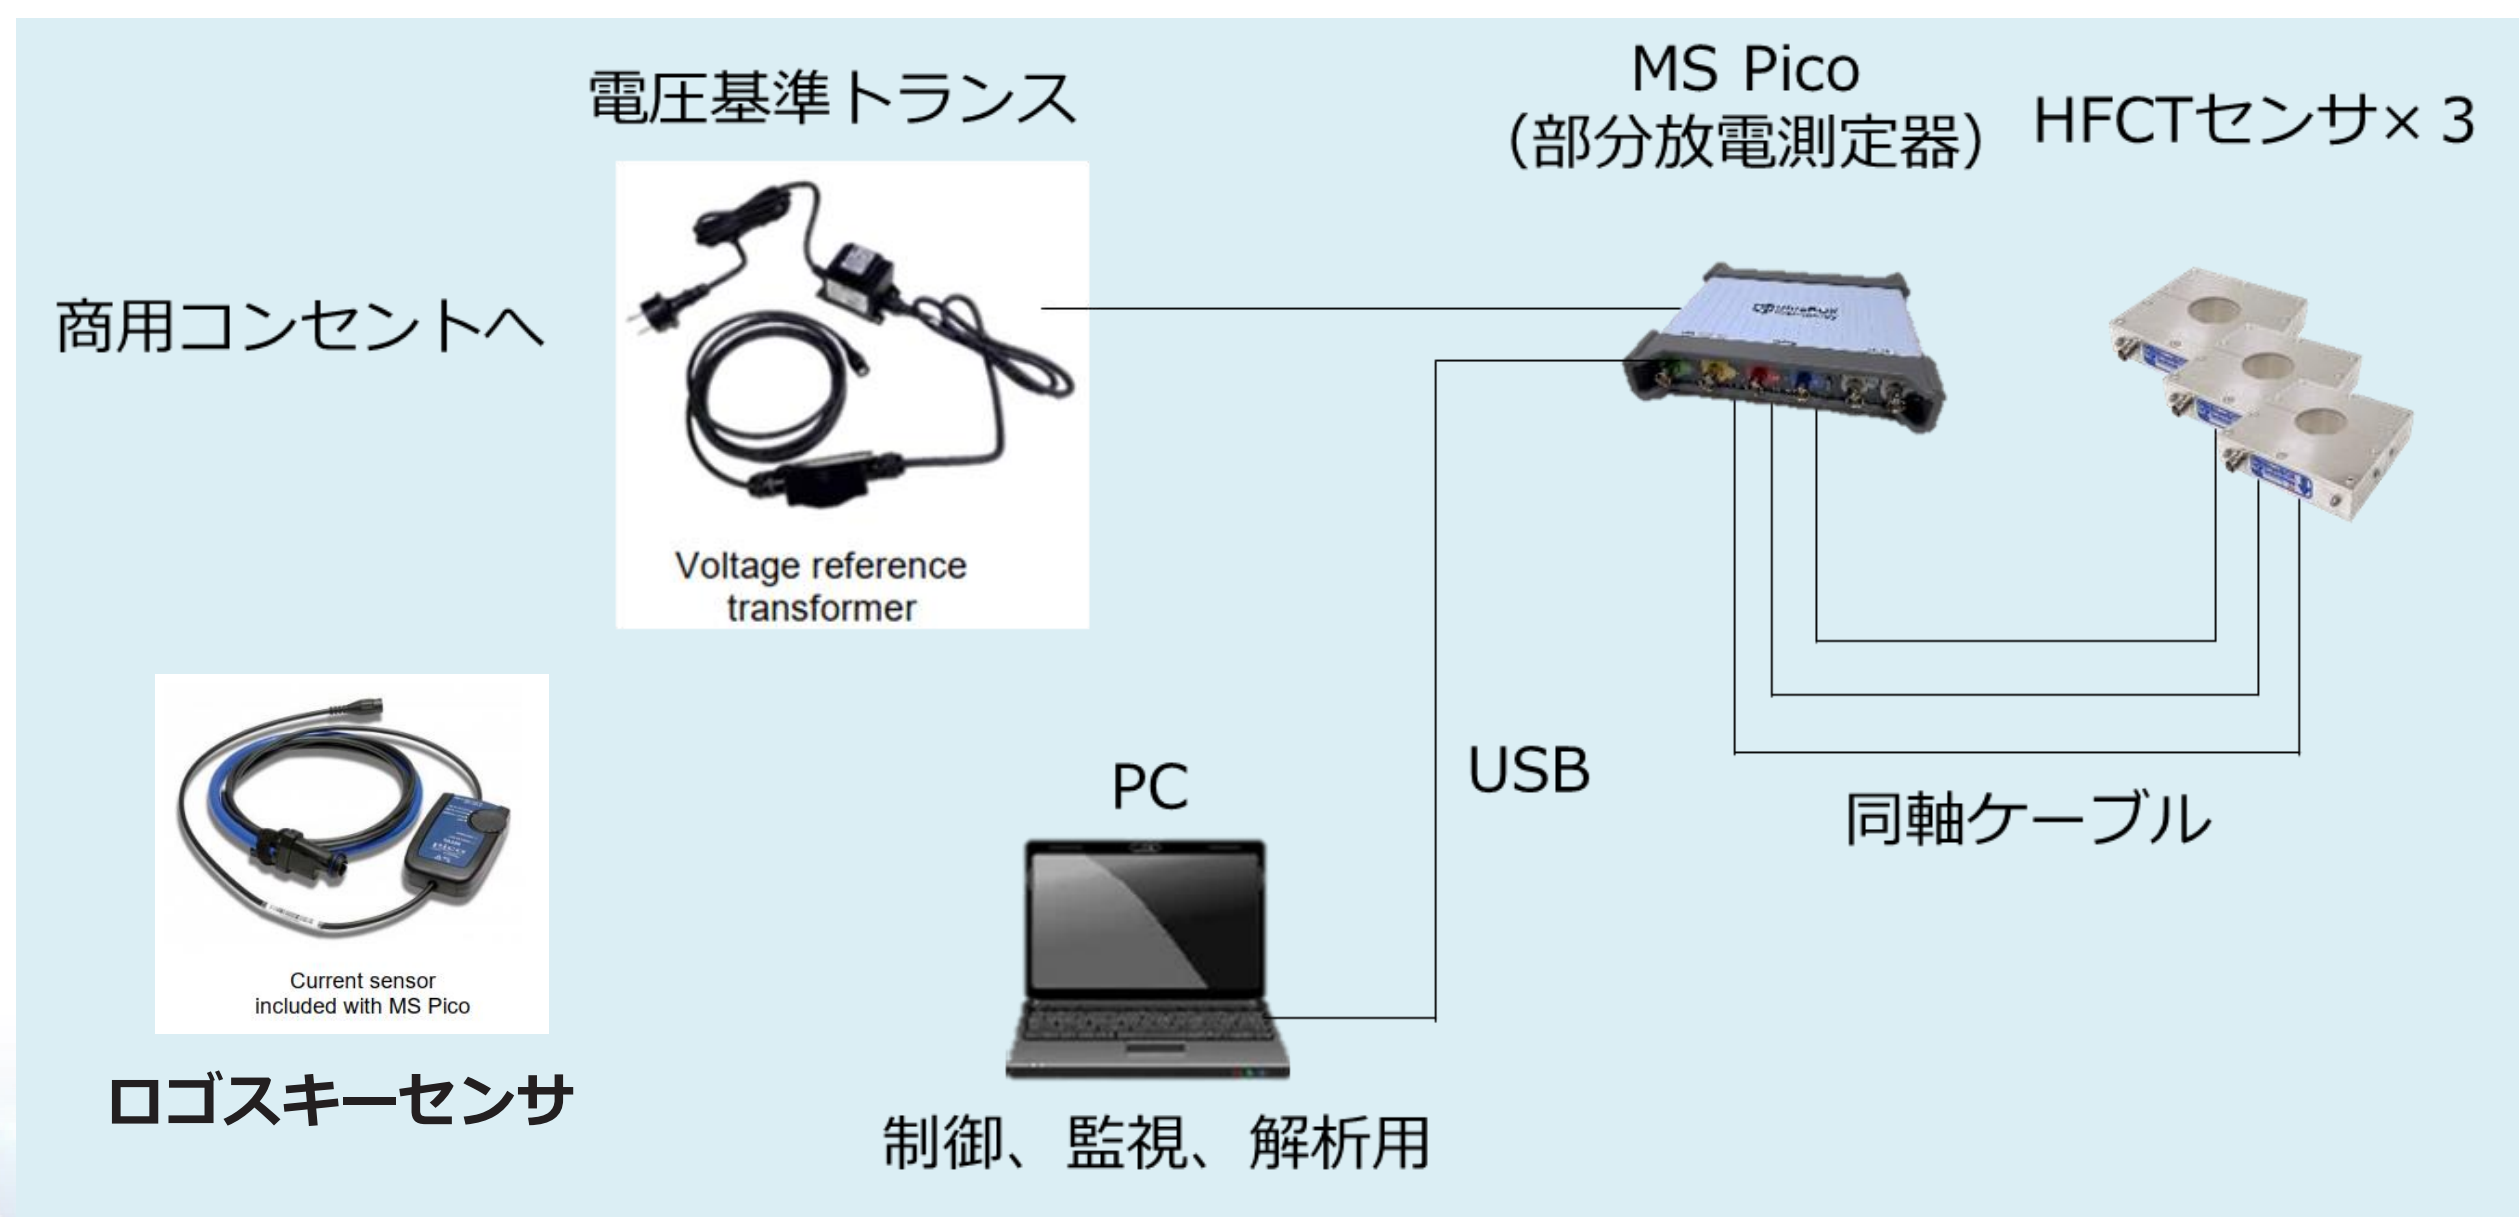 電圧基準トランス
MS Pico
（部分放電測定器）
HFCTセンサ×３
商用コンセントへ
Voltage reference
transformer
Current sensor
included with MS Pico
ロゴスキーセンサ
PC
USB
同軸ケーブル
制御、監視、解析用